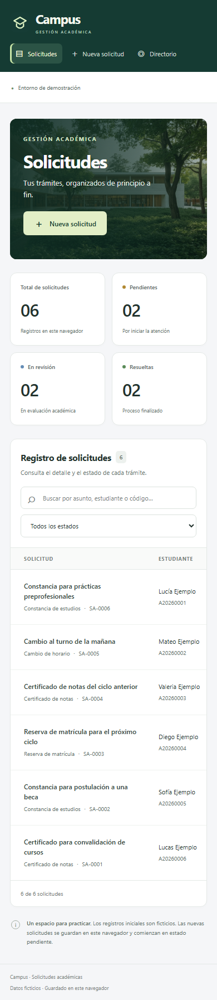 Campus
GESTIÓN ACADÉMICA
Solicitudes
Nueva solicitud
Directorio
Entorno de demostración
GESTIÓN ACADÉMICA
Solicitudes
Tus trámites, organizados de principio a
fin.
+ Nueva solicitud
Total de solicitudes
06
Registros en este navegador
Pendientes
02
Por iniciar la atención
En revisión
02
En evaluación académica
Resueltas
02
Proceso finalizado
Registro de solicitudes 6
Consulta el detalle y el estado de cada trámite.
Buscar por asunto, estudiante o código...
Todos los estados
SOLICITUD ESTUDIANTE
Constancia para prácticas
preprofesionales
Constancia de estudios · SA-0006
Lucía Ejemplo
A20260001
Cambio al turno de la mañana
Cambio de horario · SA-0005
Mateo Ejemplo
A20260002
Certificado de notas del ciclo anterior
Certificado de notas · SA-0004
Valeria Ejemplo
A20260003
Reserva de matrícula para el próximo
ciclo
Reserva de matrícula · SA-0003
Diego Ejemplo
A20260004
Constancia para postulación a una
beca
Constancia de estudios · SA-0002
Sofía Ejemplo
A20260005
Certificado para convalidación de
cursos
Certificado de notas · SA-0001
Lucas Ejemplo
A20260006
6 de 6 solicitudes
Un espacio para practicar. Los registros iniciales son ficticios. Las nuevas
solicitudes se guardan en este navegador y comienzan en estado
pendiente.
Campus · Solicitudes académicas
Datos ficticios · Guardado en este navegador